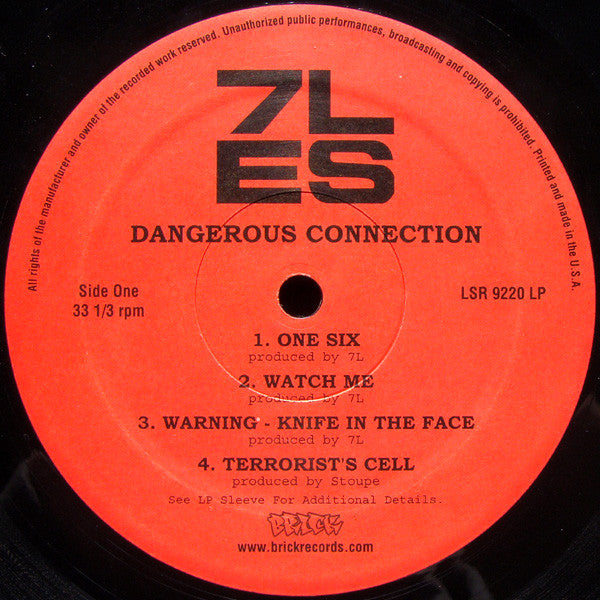 All rights of the manufacturer and owner of the recorded work reserved. Unauthorized public performances, broadcasting and copying is prohibited. Printed and made in the U.S.A.
7L
ES
DANGEROUS CONNECTION
Side One
33 1/3 rpm
LSR 9220 LP
1. ONE SIX
produced by 7L
2. WATCH ME
produced by 7L
3. WARNING - KNIFE IN THE FACE
produced by 7L
4. TERRORIST'S CELL
produced by Stoupe
See LP Sleeve For Additional Details.
BRICK
www.brickrecords.com